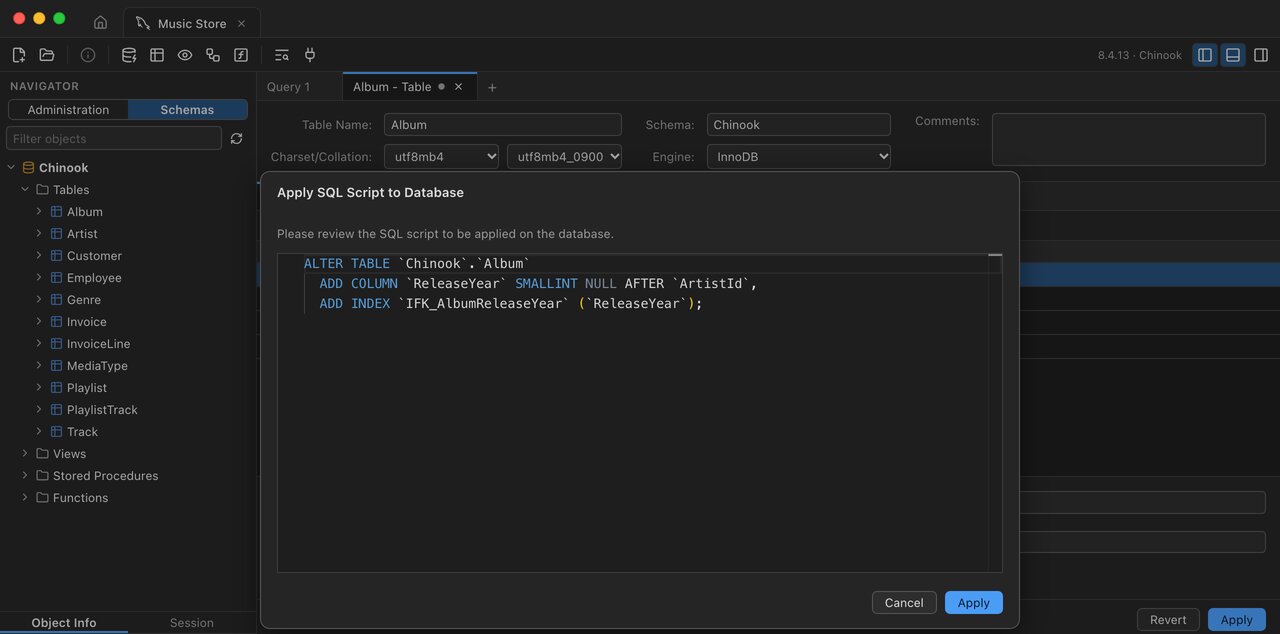 Music Store
8.4.13 · Chinook
NAVIGATOR
Administration
Schemas
Filter objects
Chinook
Tables
Album
Artist
Customer
Employee
Genre
Invoice
InvoiceLine
MediaType
Playlist
PlaylistTrack
Track
Views
Stored Procedures
Functions
Object Info
Session
Query 1
Album - Table
Table Name: Album
Schema: Chinook
Comments:
Charset/Collation: utf8mb4 utf8mb4_0900
Engine: InnoDB
Apply SQL Script to Database
Please review the SQL script to be applied on the database.
ALTER TABLE `Chinook`.`Album`
ADD COLUMN `ReleaseYear` SMALLINT NULL AFTER `ArtistId`,
ADD INDEX `IFK_AlbumReleaseYear` (`ReleaseYear`);
Cancel
Apply
Revert
Apply